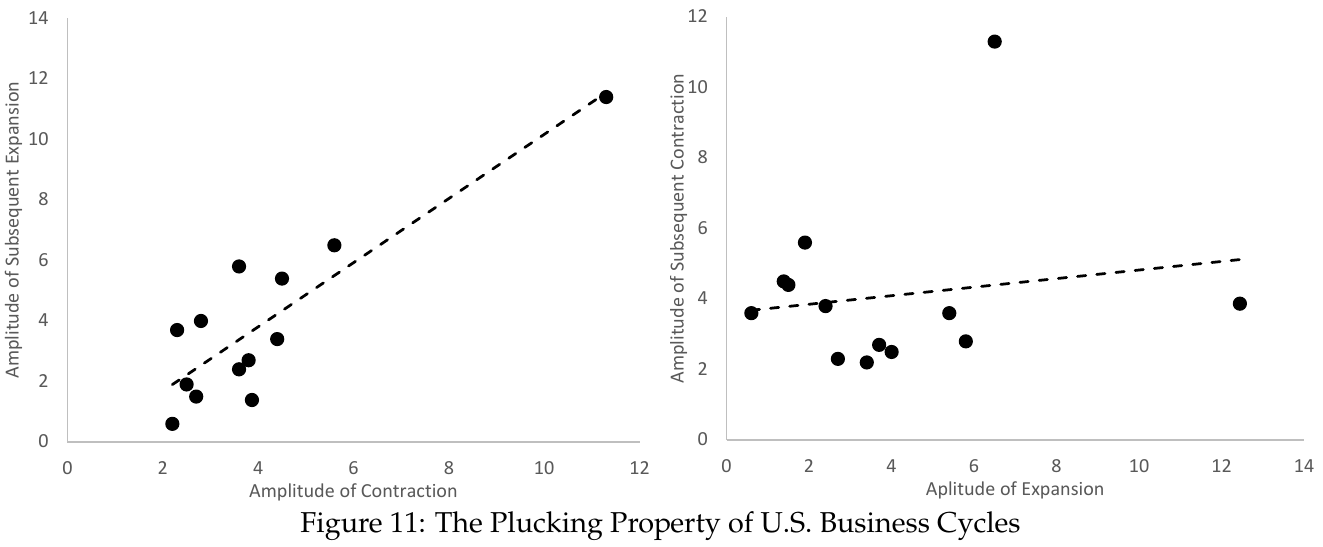 14
12
10
8
6
4
2
0
0 2 4 6 8 10 12
Amplitude of Subsequent Expansion
Amplitude of Contraction
12
10
8
6
4
2
0
0 2 4 6 8 10 12 14
Amplitude of Subsequent Contraction
Aplitude of Expansion
Figure 11: The Plucking Property of U.S. Business Cycles